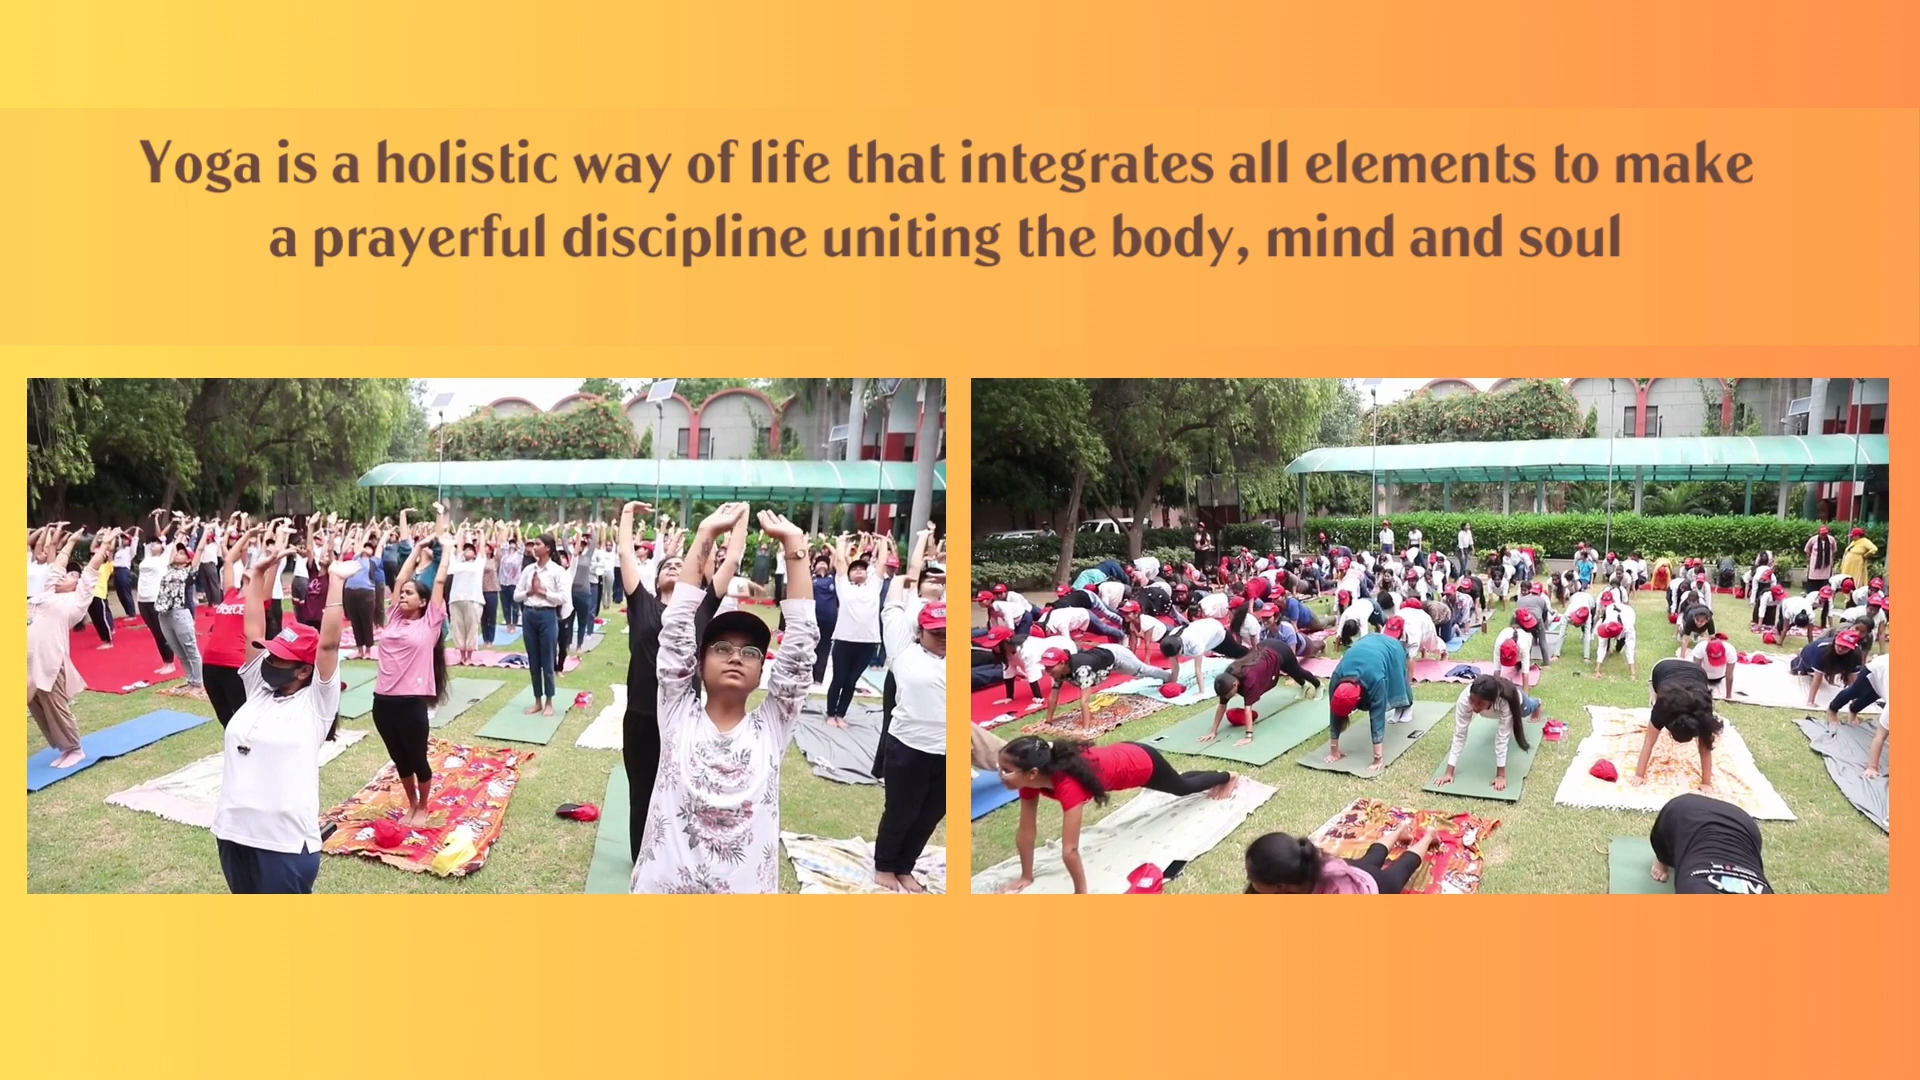 Yoga is a holistic way of life that integrates all elements to make
a prayerful discipline uniting the body, mind and soul